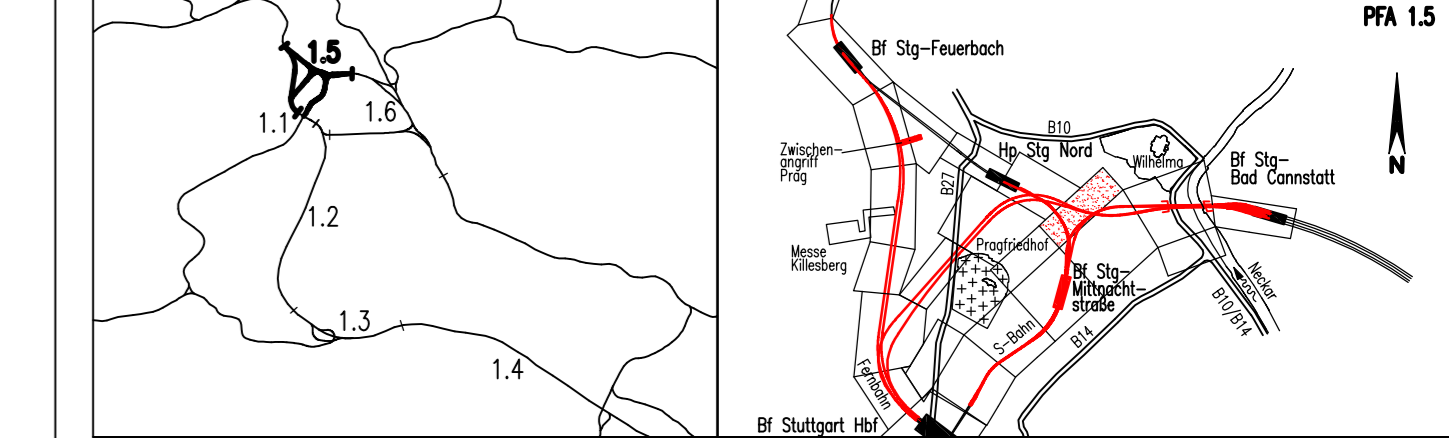 1.5
1.6
1.1
1.2
1.3
1.4
PFA 1.5
Bf Stg-Feuerbach
B10
Zwischen-
angriff
Prag
Hp Stg Nord
Wilhelma
Bf Stg-
Bad Cannstatt
N
B27
Messe
Killesberg
Pragfriedhof
Bf Stg-
Mittnacht-
straße
Neckar
B10/B14
S-Bahn
B14
Fernbahn
Bf Stuttgart Hbf